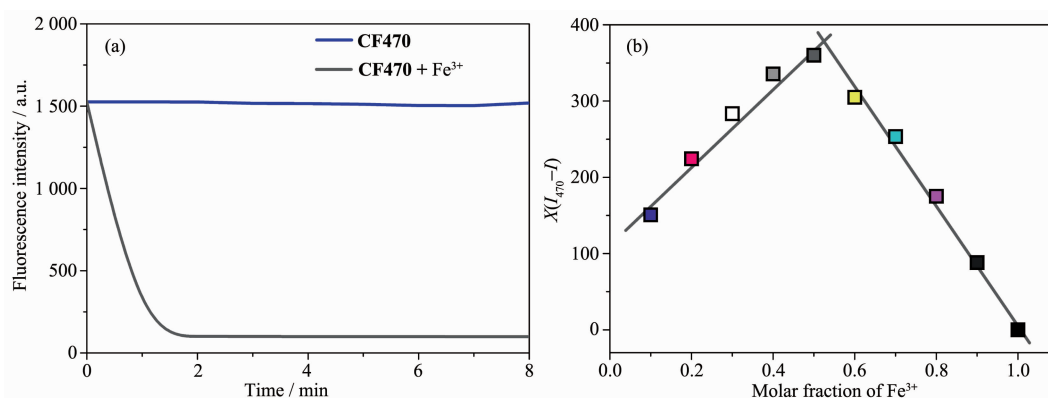 (a)
CF470
CF470 + Fe³⁺
2 000
1 500
1 000
500
0
Fluorescence intensity / a.u.
0 2 4 6 8
Time / min
(b)
400
300
200
100
0
X(I₄₇₀−I)
0.0 0.2 0.4 0.6 0.8 1.0
Molar fraction of Fe³⁺